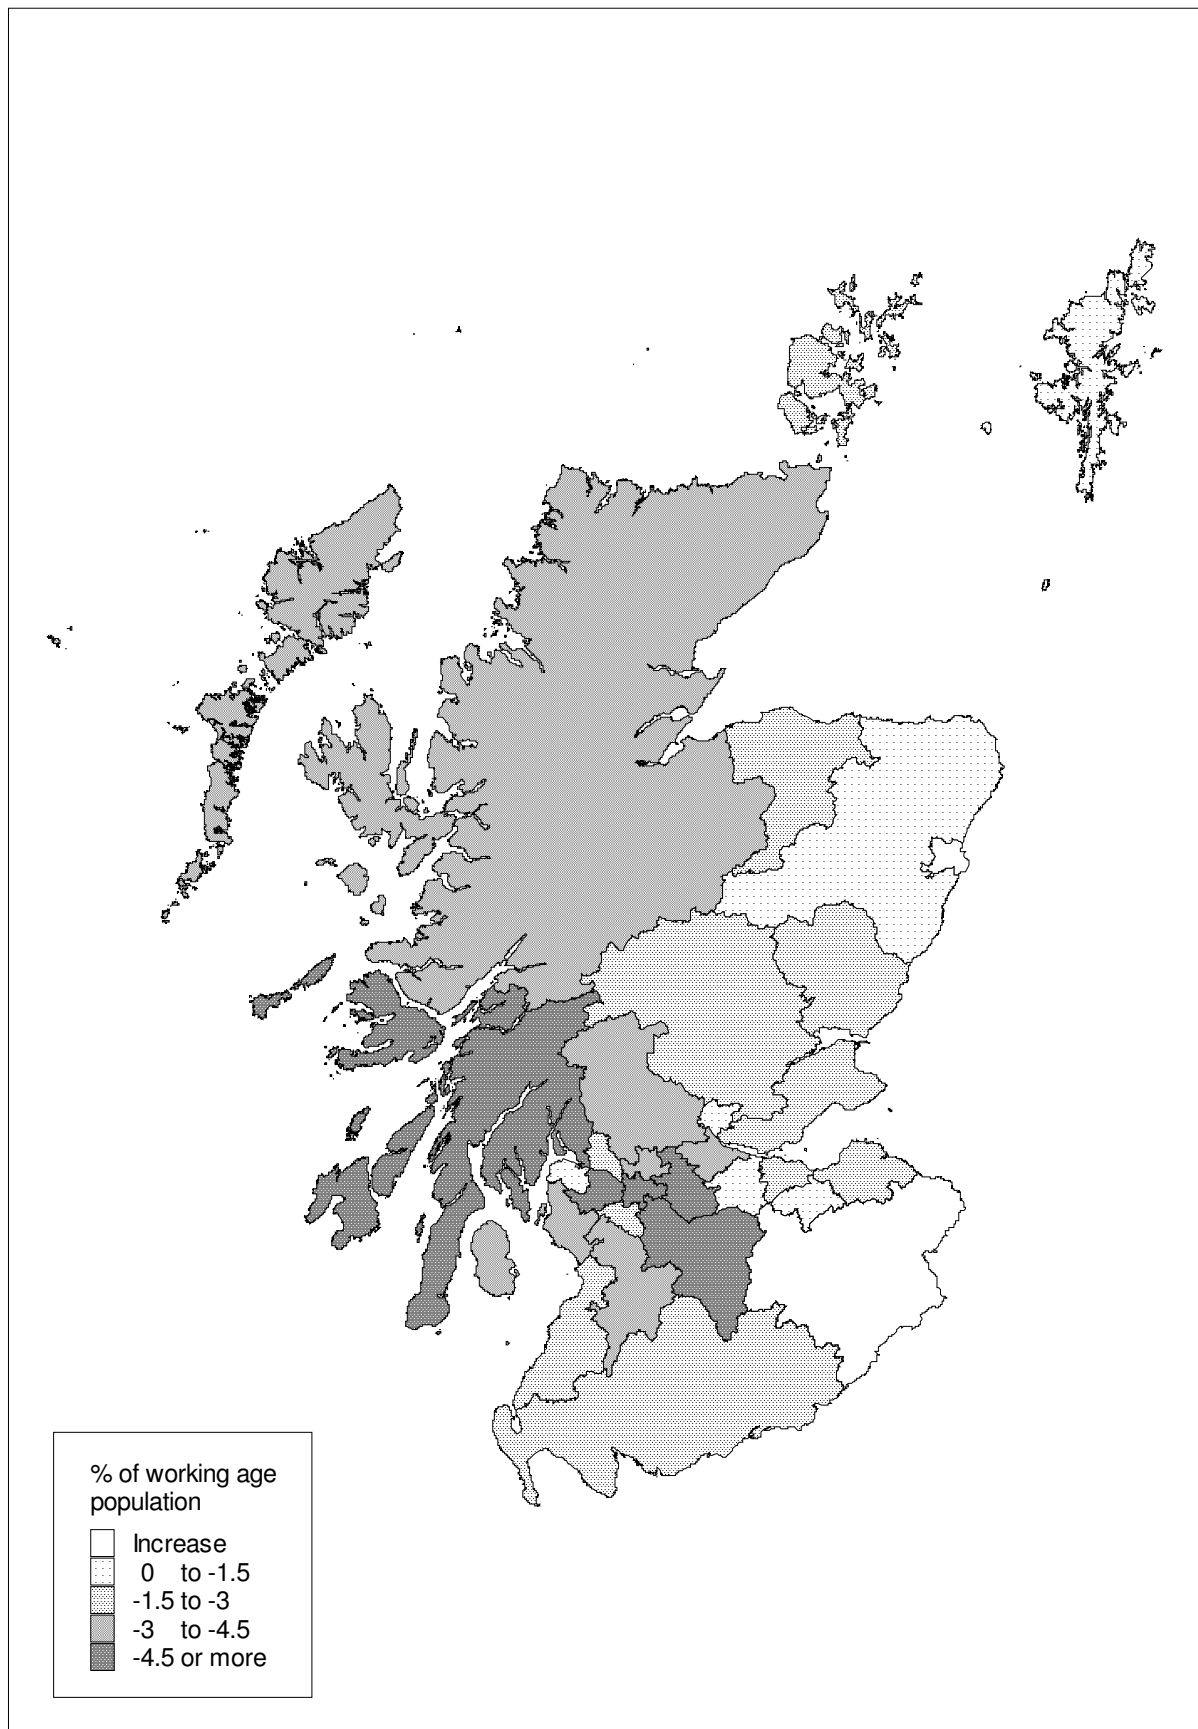 % of working age
population
Increase
0 to -1.5
-1.5 to -3
-3 to -4.5
-4.5 or more